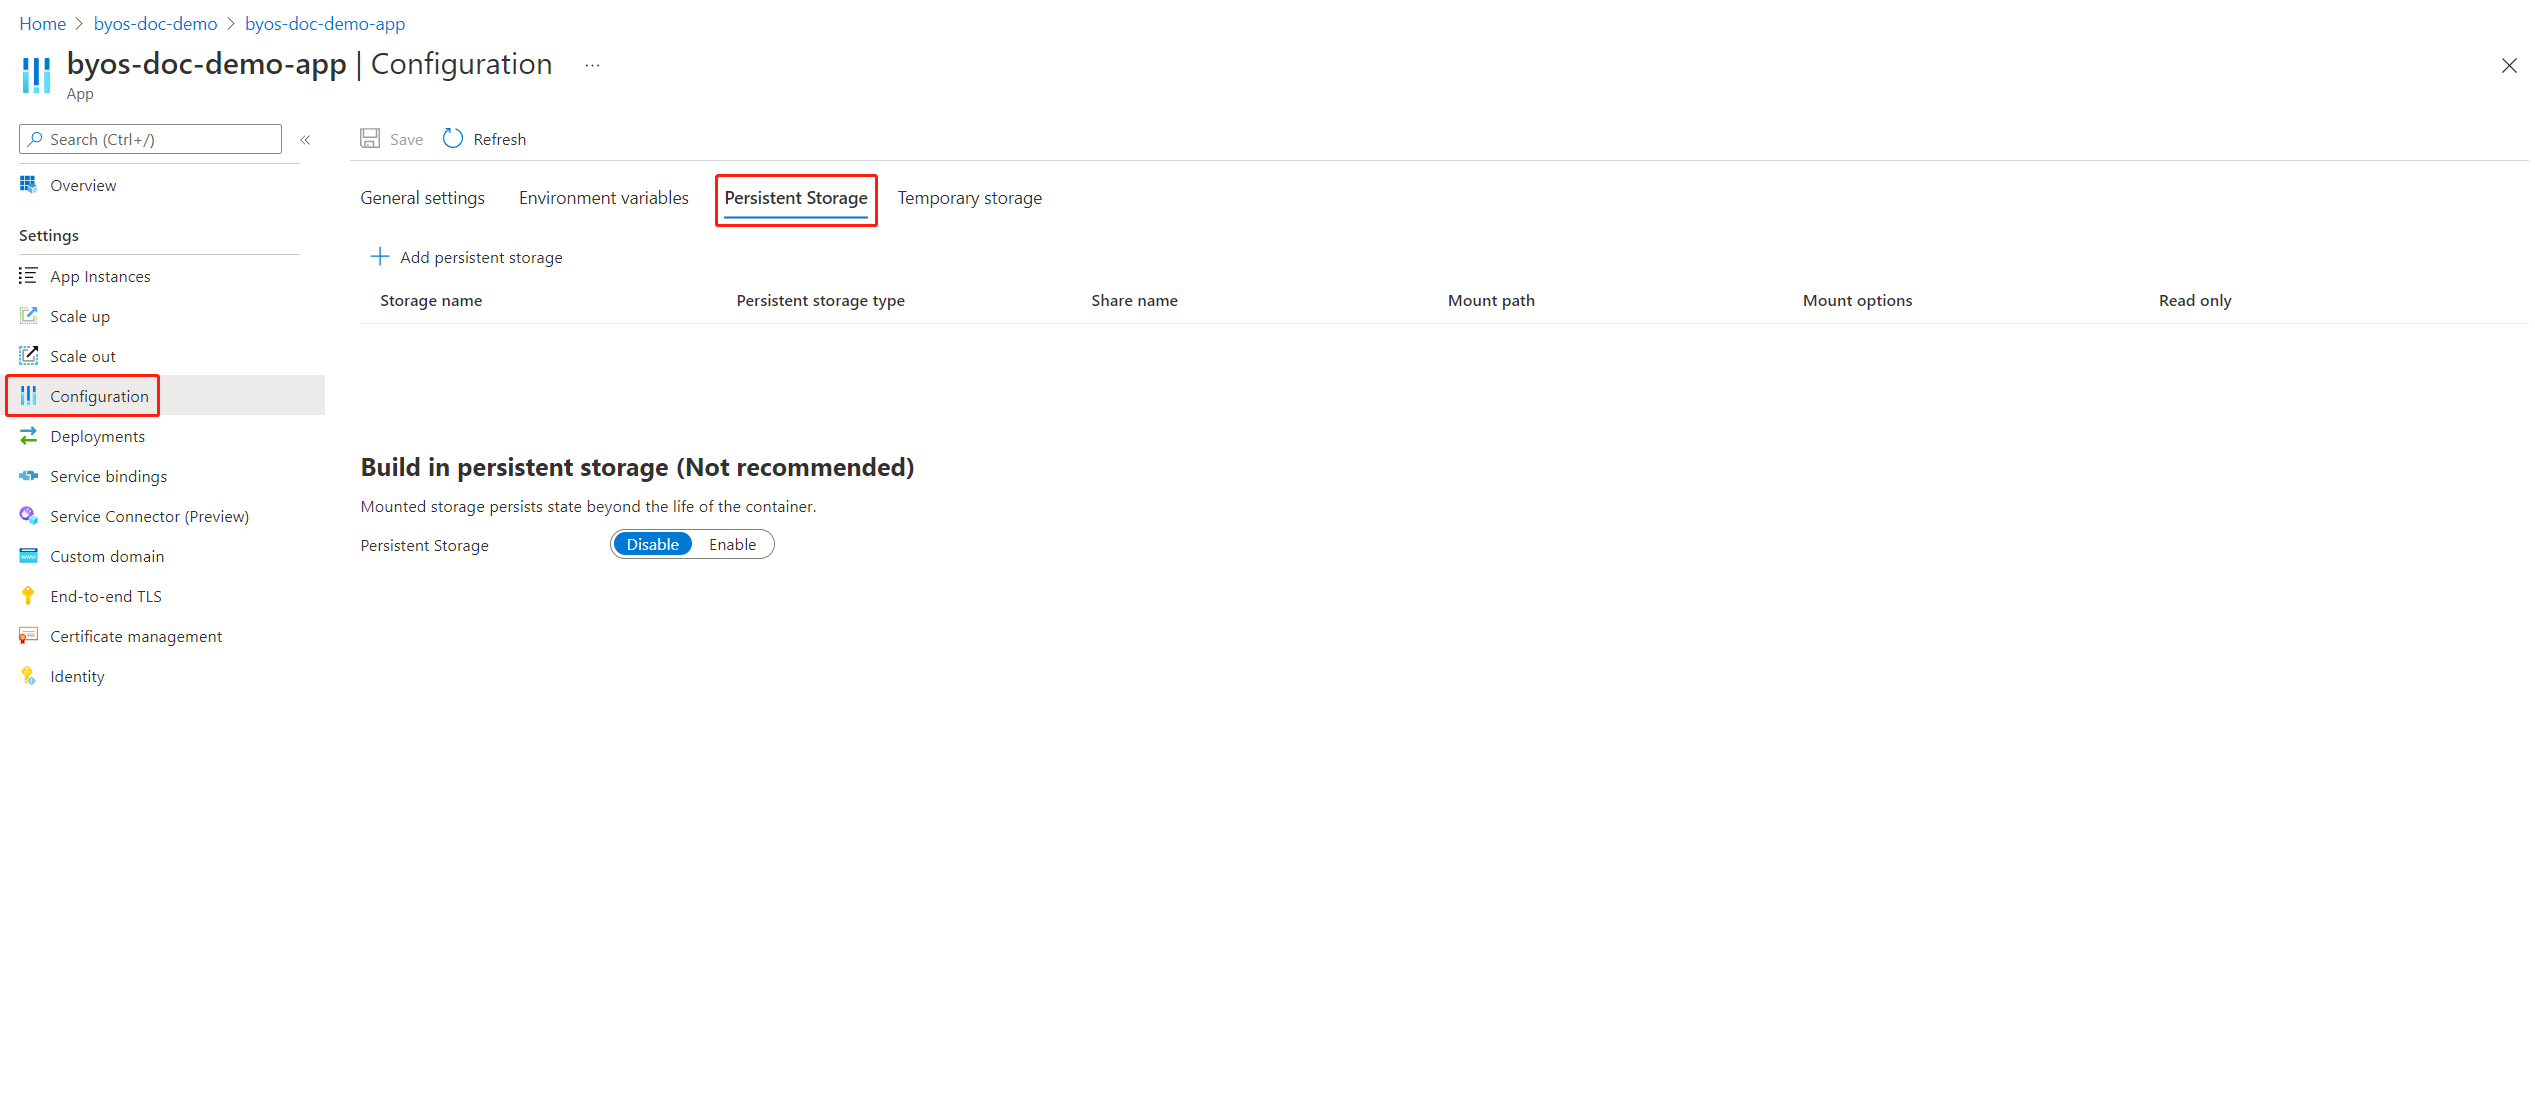 Home > byos-doc-demo > byos-doc-demo-app
byos-doc-demo-app | Configuration ...
App
Search (Ctrl+/) «
Save Refresh
Overview
Settings
App Instances
Scale up
Scale out
Configuration
Deployments
Service bindings
Service Connector (Preview)
Custom domain
End-to-end TLS
Certificate management
Identity
General settings Environment variables Persistent Storage Temporary storage
+ Add persistent storage
Storage name Persistent storage type Share name Mount path Mount options Read only
Build in persistent storage (Not recommended)
Mounted storage persists state beyond the life of the container.
Persistent Storage Disable Enable